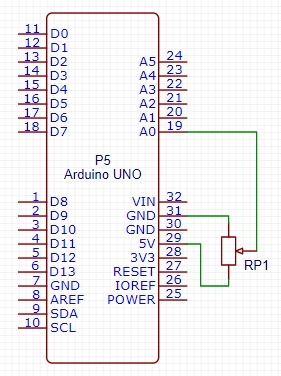 11 D0
12 D1
13 D2 A5 24
14 D3 A4 23
15 D4 A3 22
16 D5 A2 21
17 D6 A1 20
18 D7 A0 19
P5
Arduino UNO
1 D8 VIN 32
2 D9 GND 31
3 D10 GND 30
4 D11 5V 29
5 D12 3V3 28
6 D13 RESET 27
7 GND IOREF 26
8 AREF POWER 25
9 SDA
10 SCL
RP1